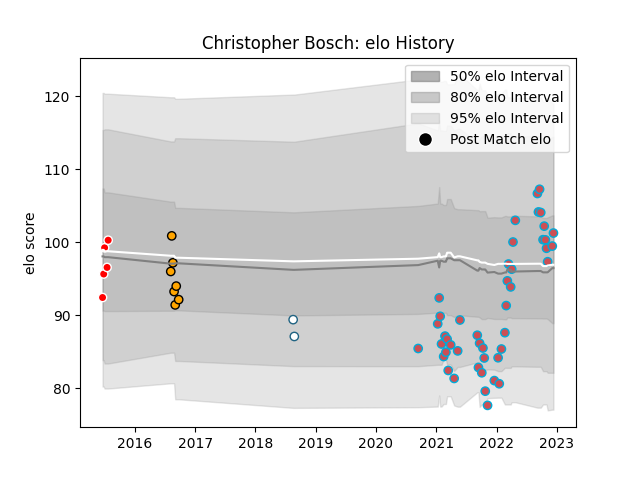 Christopher Bosch: elo History
50% elo Interval
80% elo Interval
95% elo Interval
Post Match elo
elo score
120
110
100
90
80
2016 2017 2018 2019 2020 2021 2022 2023